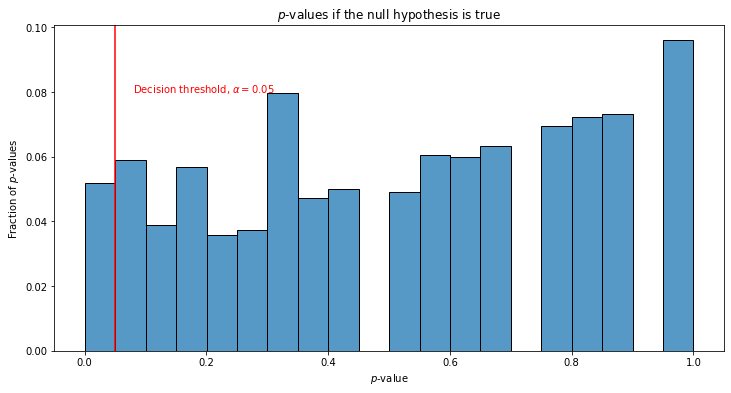 p-values if the null hypothesis is true
Decision threshold, α = 0.05
Fraction of p-values
0.10
0.08
0.06
0.04
0.02
0.00
0.0 0.2 0.4 0.6 0.8 1.0
p-value